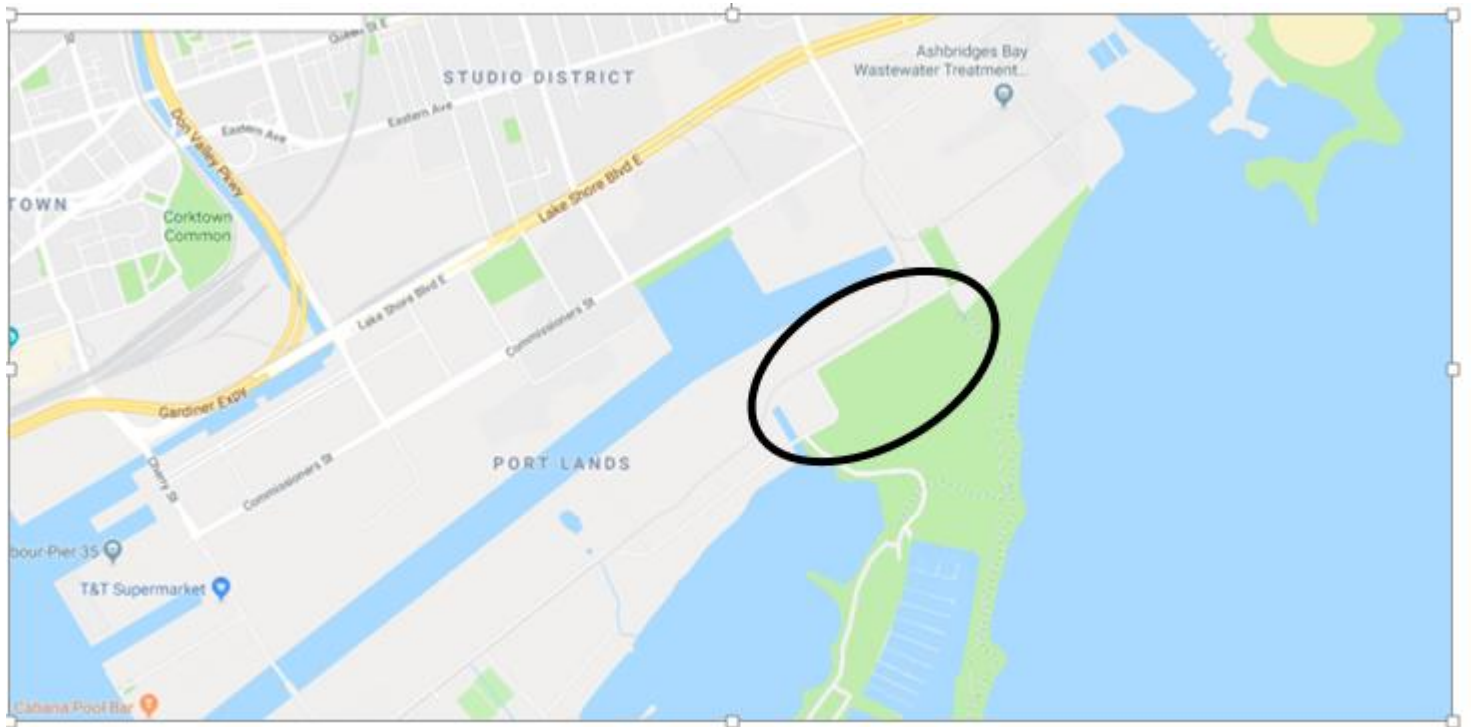 Queen St E
STUDIO DISTRICT
Ashbridges Bay
Wastewater Treatment...
Don Valley Pkwy
Eastern Ave
Eastern Ave
Lake Shore Blvd E
TOWN
Corktown
Common
Lake Shore Blvd E
Commissioners St
Gardiner Expy
Cherry St
Commissioners St
PORT LANDS
bour-Pier 35
T&T Supermarket
Cabana Pool Bar